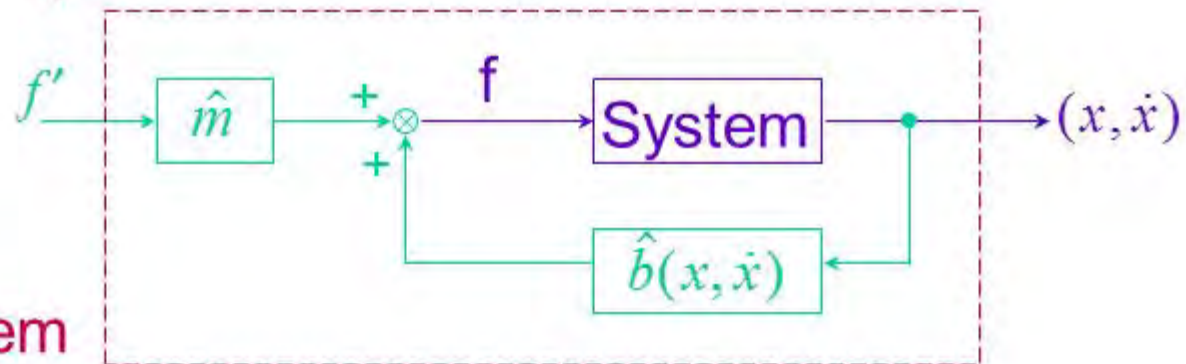 f′
m̂
+
+
f
System
(x, ẋ)
b̂(x, ẋ)
em